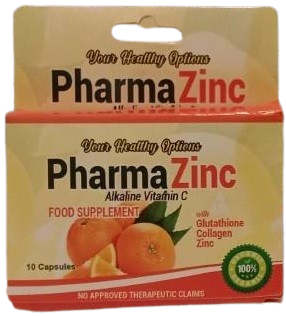 Your Healthy Options
PharmaZinc
Your Healthy Options
PharmaZinc
Alkaline Vitamin C
FOOD SUPPLEMENT
with
Glutathione
Collagen
Zinc
10 Capsules
100%
NO APPROVED THERAPEUTIC CLAIMS